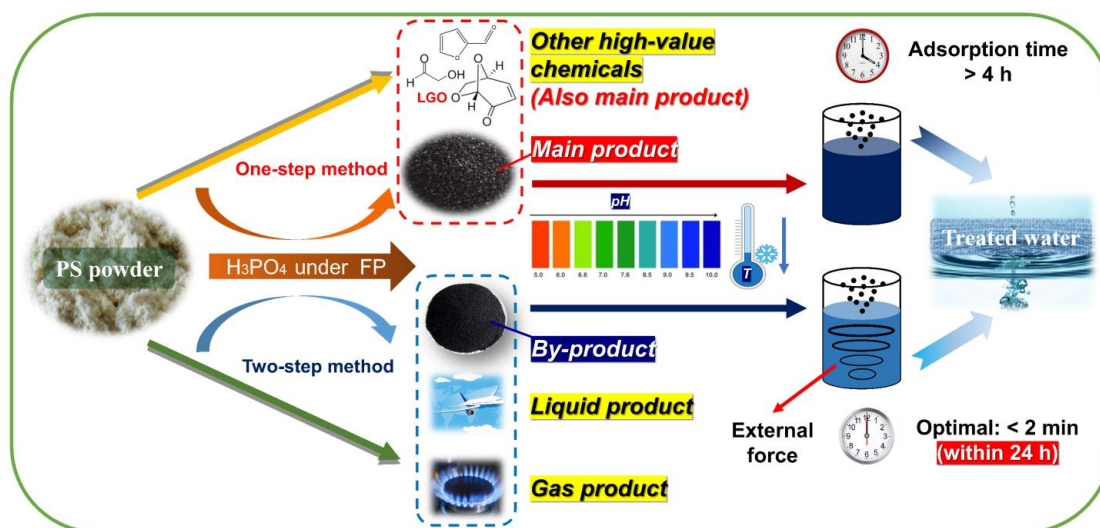 Other high-value
chemicals
(Also main product)
OH
O
LGO
Main product
One-step method
PS powder
H₃PO₄ under FP
Two-step method
By-product
Liquid product
Gas product
pH
5.0 6.0 6.6 7.0 7.6 8.5 9.0 9.5 10.0
T
Adsorption time
> 4 h
Treated water
External
force
Optimal: < 2 min
(within 24 h)